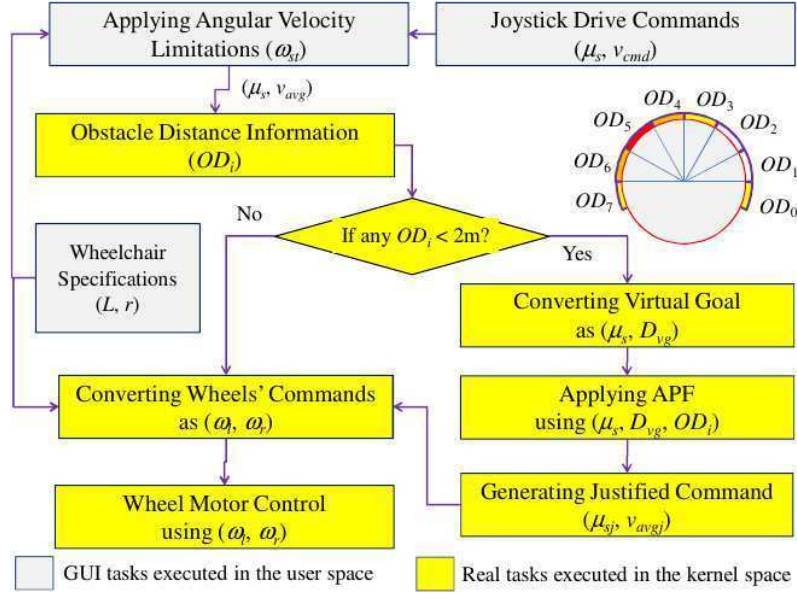 Applying Angular Velocity
Limitations (ω_st)
Joystick Drive Commands
(μ_s, v_cmd)
(μ_s, v_avg)
Obstacle Distance Information
(OD_i)
OD_4
OD_3
OD_5
OD_2
OD_6
OD_1
OD_7
OD_0
No
If any OD_i < 2m?
Yes
Wheelchair
Specifications
(L, r)
Converting Virtual Goal
as (μ_s, D_vg)
Converting Wheels' Commands
as (ω_l, ω_r)
Applying APF
using (μ_s, D_vg, OD_i)
Wheel Motor Control
using (ω_l, ω_r)
Generating Justified Command
(μ_sj, v_avgj)
GUI tasks executed in the user space
Real tasks executed in the kernel space